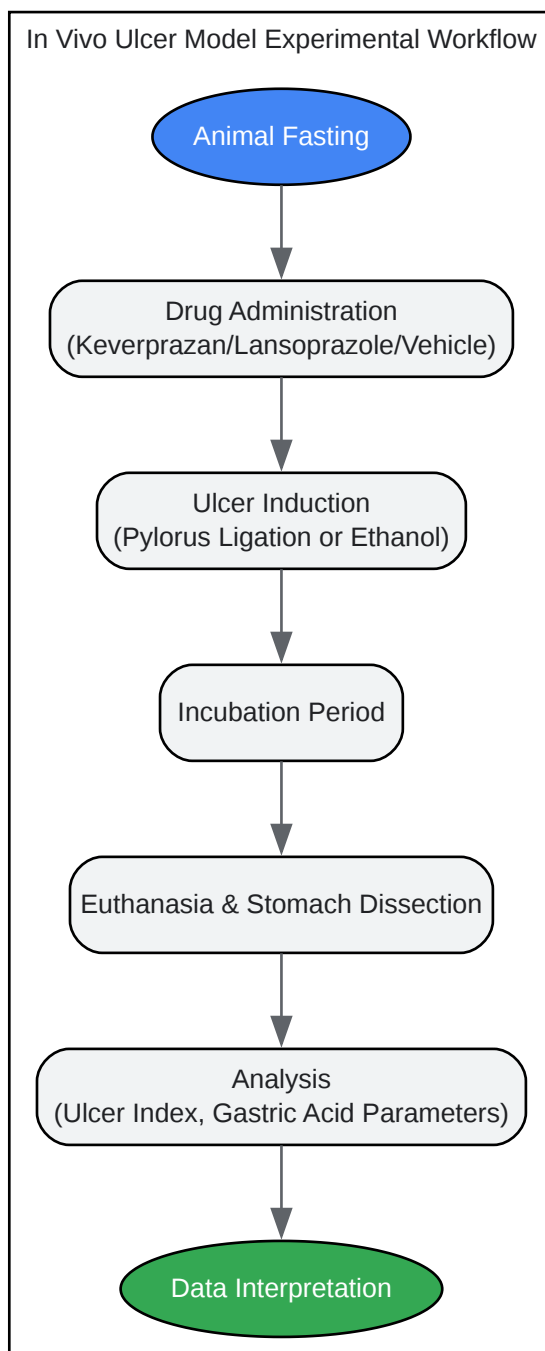 In Vivo Ulcer Model Experimental Workflow
Animal Fasting
Drug Administration
(Keverprazan/Lansoprazole/Vehicle)
Ulcer Induction
(Pylorus Ligation or Ethanol)
Incubation Period
Euthanasia & Stomach Dissection
Analysis
(Ulcer Index, Gastric Acid Parameters)
Data Interpretation